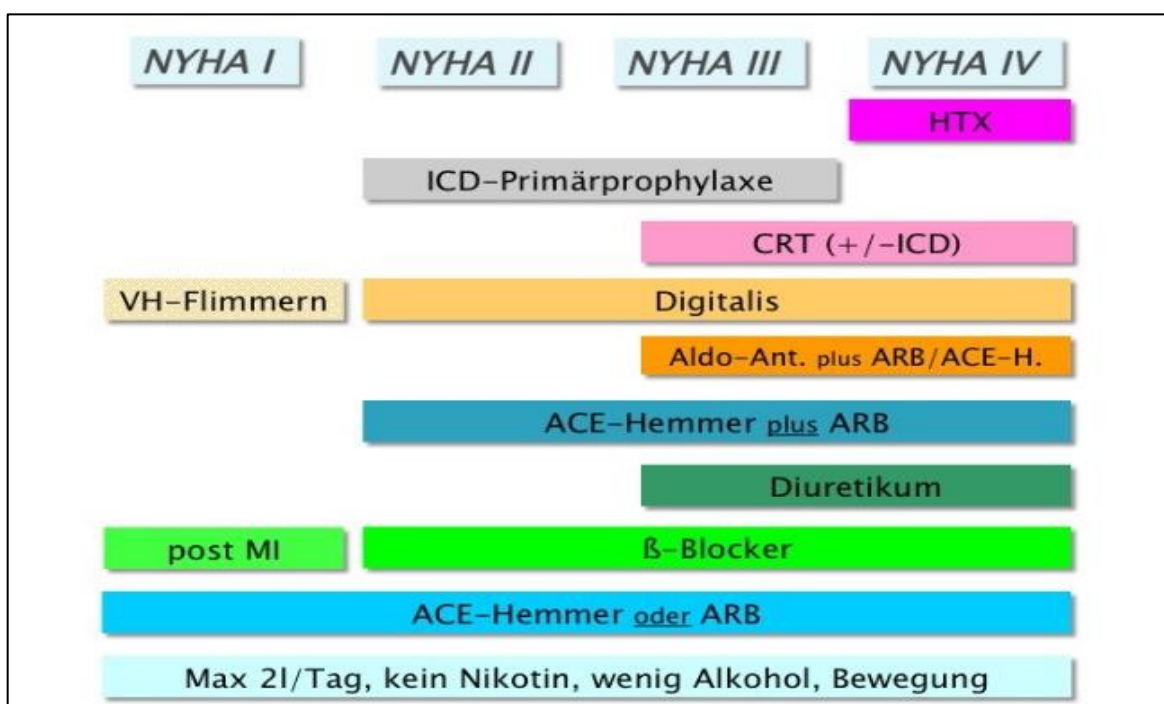 NYHA I NYHA II NYHA III NYHA IV
HTX
ICD-Primärprophylaxe
CRT (+/-ICD)
VH-Flimmern Digitalis
Aldo-Ant. plus ARB/ACE-H.
ACE-Hemmer plus ARB
Diuretikum
post MI ß-Blocker
ACE-Hemmer oder ARB
Max 2l/Tag, kein Nikotin, wenig Alkohol, Bewegung